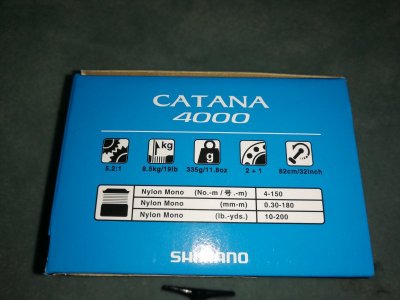 CATANA
4000
kg
g
5.2:1 8.5kg/19lb 335g/11.8oz 2 + 1 82cm/32inch
Nylon Mono (No.-m / 号.-m) 4-150
Nylon Mono (mm-m) 0.30-180
Nylon Mono (lb.-yds.) 10-200
SHIMANO